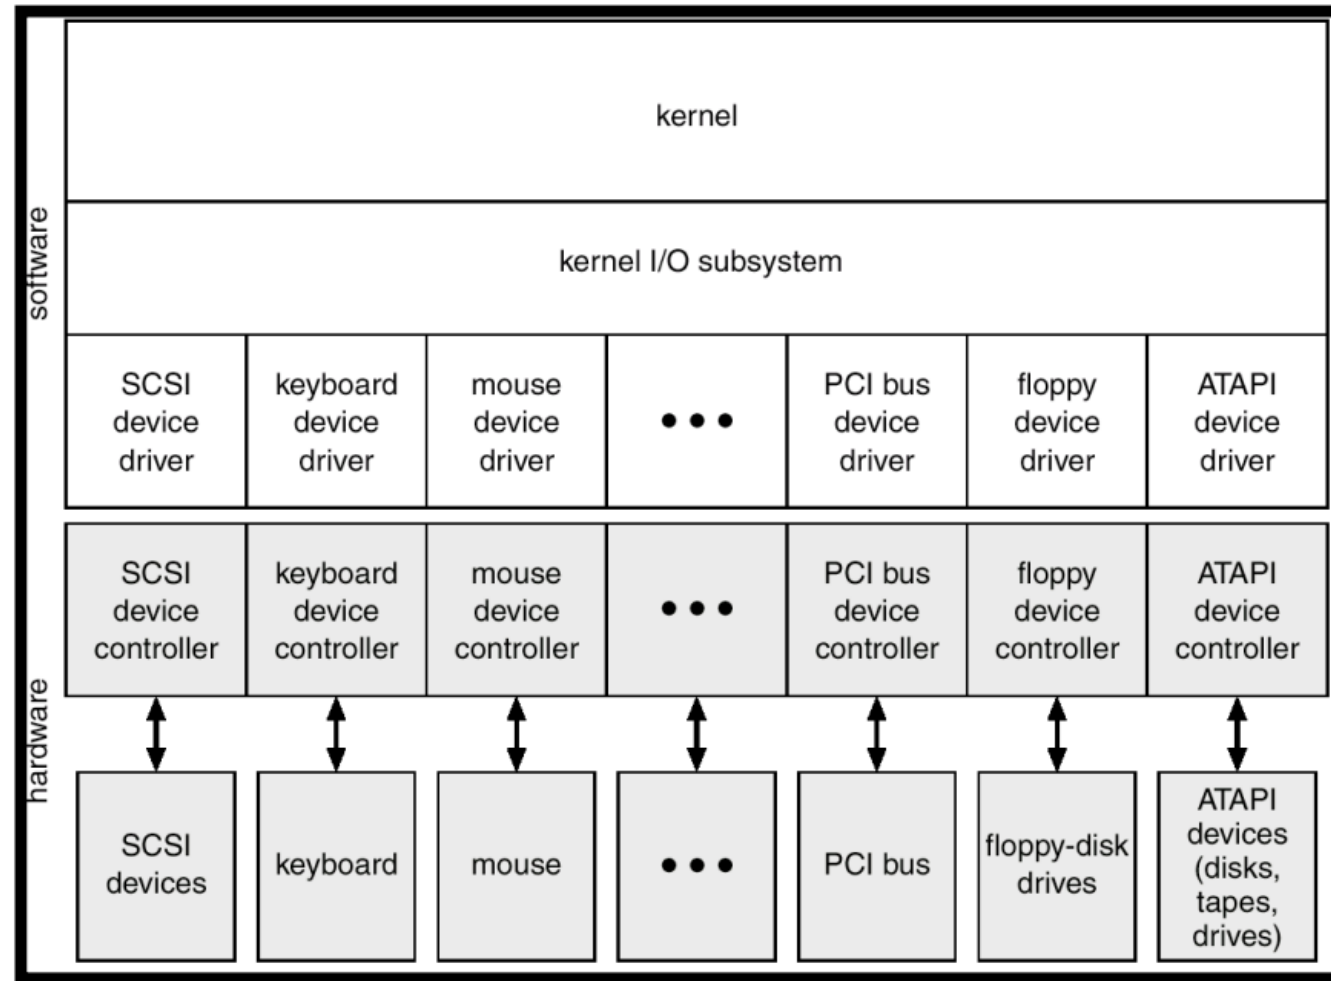 kernel
software
kernel I/O subsystem
SCSI
device
driver
keyboard
device
driver
mouse
device
driver
•••
PCI bus
device
driver
floppy
device
driver
ATAPI
device
driver
hardware
SCSI
device
controller
keyboard
device
controller
mouse
device
controller
•••
PCI bus
device
controller
floppy
device
controller
ATAPI
device
controller
SCSI
devices
keyboard
mouse
•••
PCI bus
floppy-disk
drives
ATAPI
devices
(disks,
tapes,
drives)